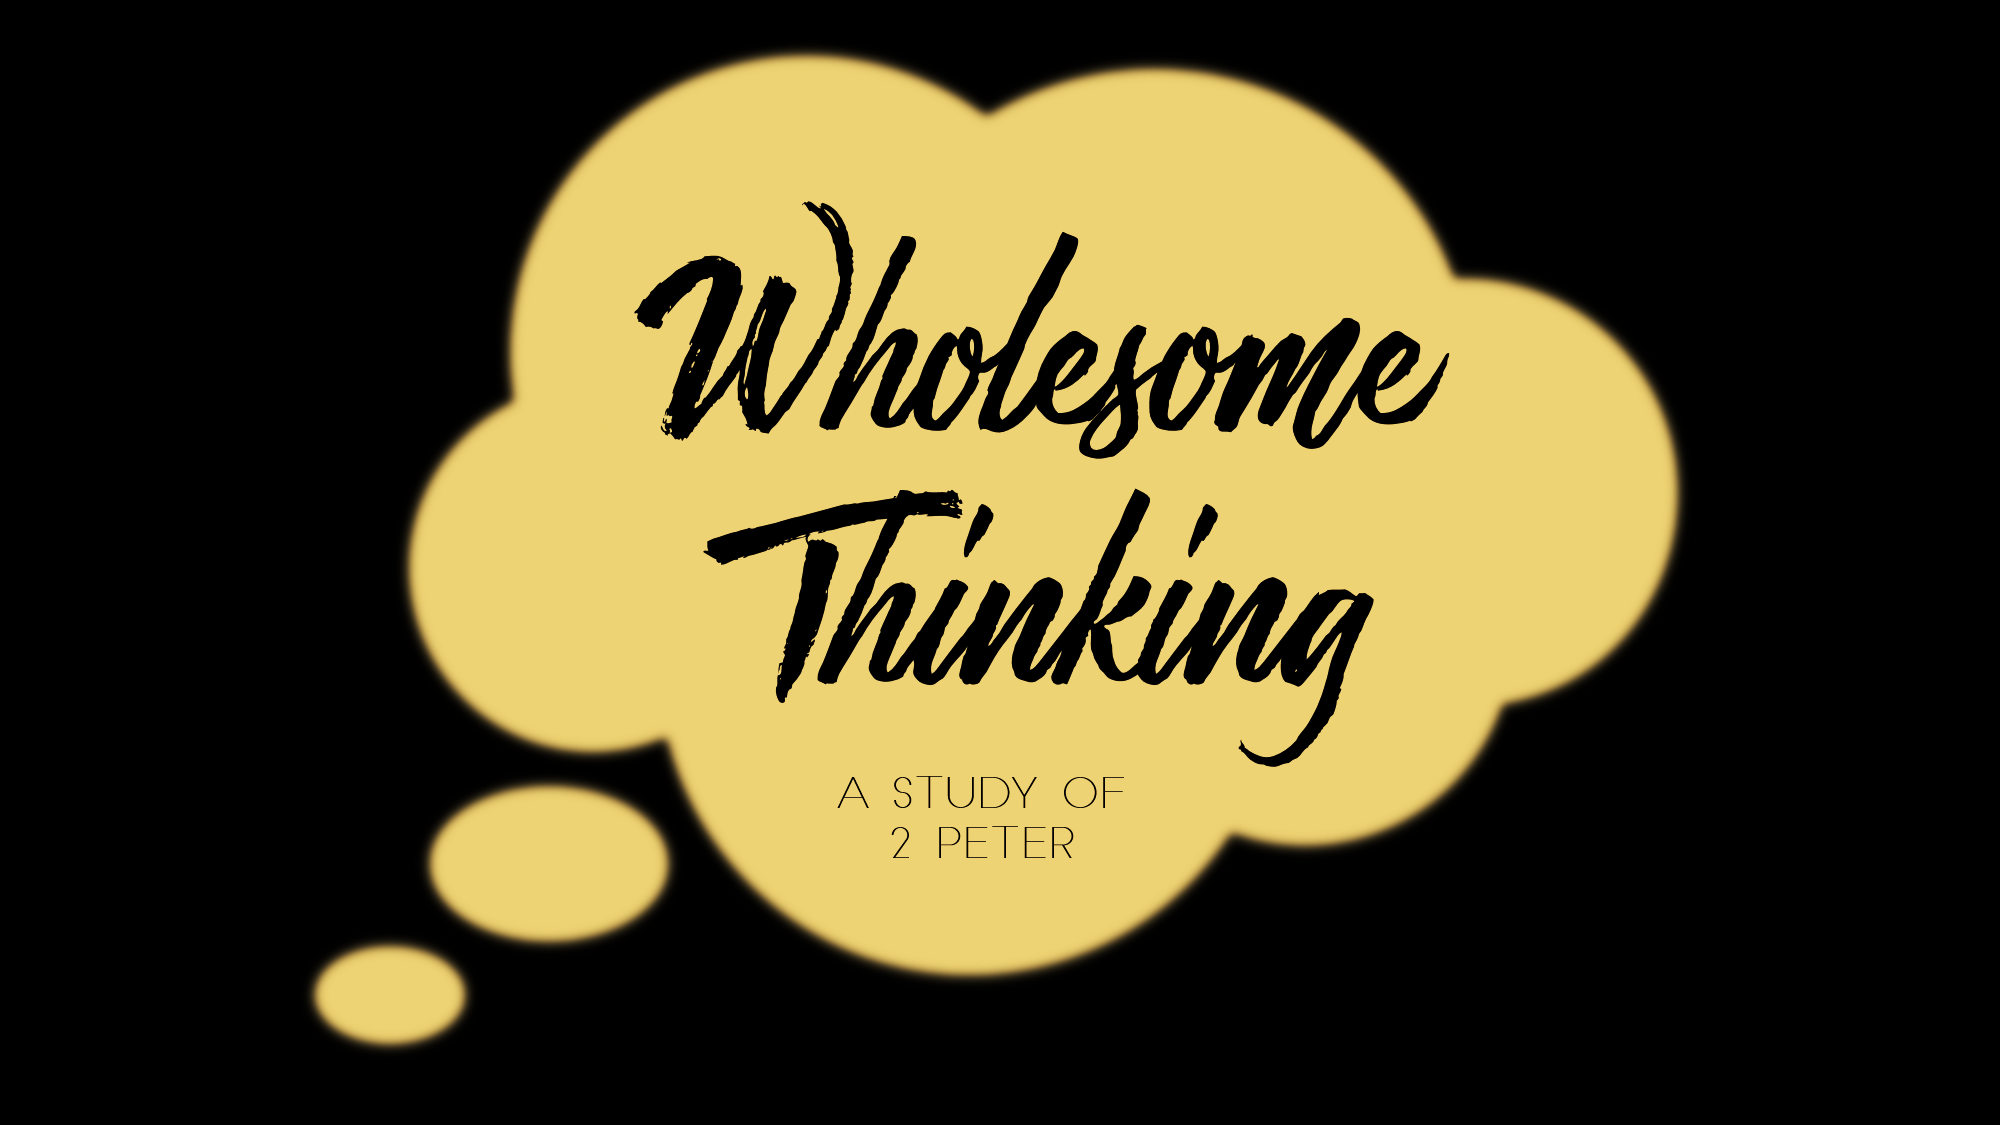 Wholesome
Thinking
A STUDY OF
2 PETER